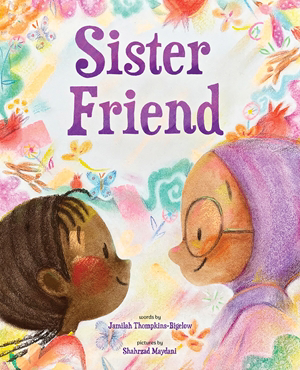 Sister
Friend
words by
Jamilah Thompkins-Bigelow
pictures by
Shahrzad Maydani